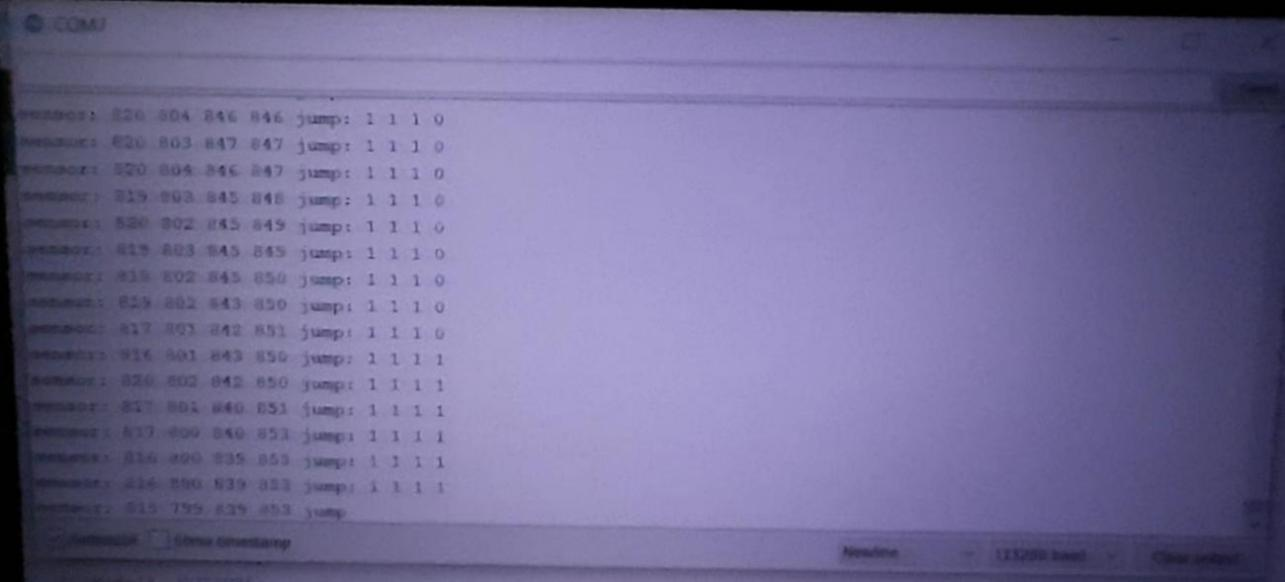 sensor: 820 804 846 846 jump: 1 1 1 0
sensor: 820 803 847 847 jump: 1 1 1 0
sensor: 820 804 846 847 jump: 1 1 1 0
sensor: 819 803 845 848 jump: 1 1 1 0
sensor: 820 802 845 849 jump: 1 1 1 0
sensor: 819 803 845 jump: 1 1 1 0
sensor: 802 845 850 jump: 1 1 1 0
sensor: 819 802 843 850 jump: 1 1 1 0
sensor: 817 842 851 jump: 1 1 1 0
sensor: 816 801 843 850 jump: 1 1 1 1
sensor: 820 802 842 850 jump: 1 1 1 1
sensor: 817 801 840 851 jump: 1 1 1 1
sensor: 817 800 840 853 jump: 1 1 1 1
sensor: 816 800 853 jump: 1 1 1 1
sensor: 816 800 839 853 jump: 1 1 1 1
sensor: 815 799 839 853 jump
Autoscroll Show timestamp Newline 115200 baud Clear output